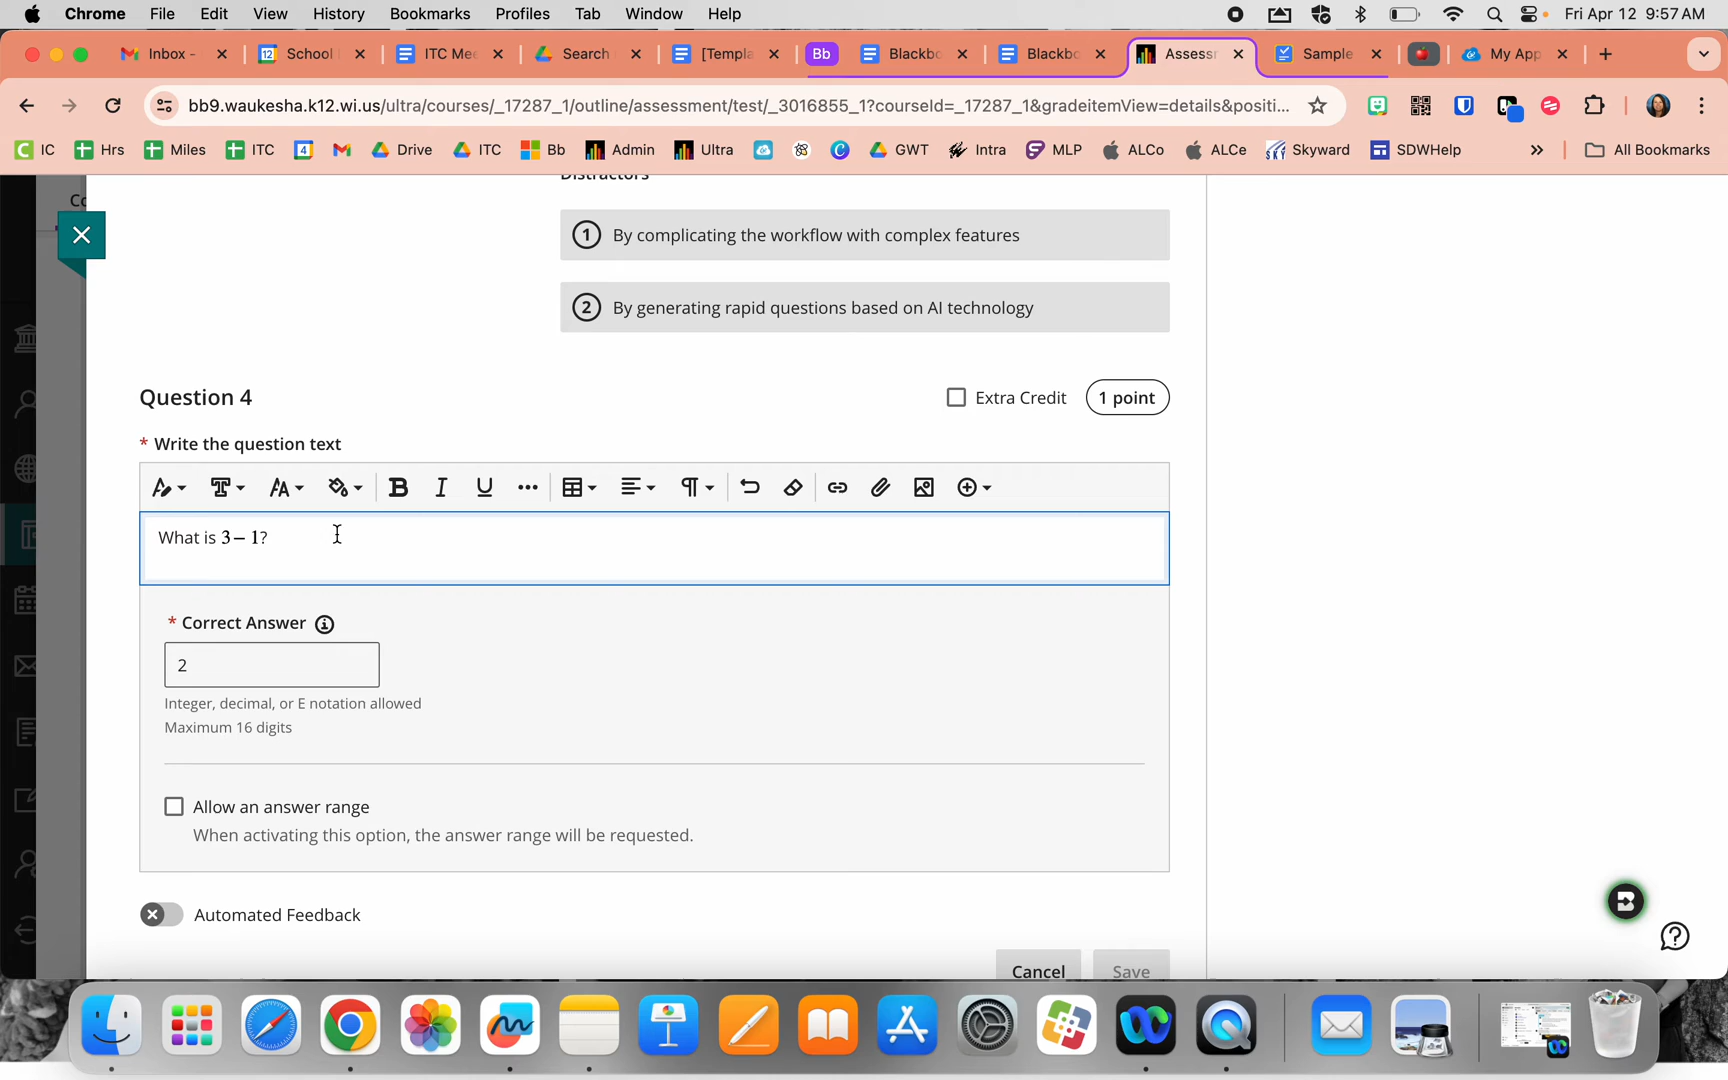 Chrome File Edit View History Bookmarks Profiles Tab Window Help Fri Apr 12 9:57 AM
Inbox - School ITC Mee Search [Templa Bb Blackbo Blackbo Assessm Sample My App
bb9.waukesha.k12.wi.us/ultra/courses/_17287_1/outline/assessment/test/_3016855_1?courseId=_17287_1&gradeitemView=details&positi...
IC Hrs Miles ITC Drive ITC Bb Admin Ultra GWT Intra MLP ALCo ALCe Skyward SDWHelp » All Bookmarks
Distractors
1 By complicating the workflow with complex features
2 By generating rapid questions based on AI technology
Question 4 Extra Credit 1 point
* Write the question text
What is 3 – 1?
* Correct Answer
2
Integer, decimal, or E notation allowed
Maximum 16 digits
Allow an answer range
When activating this option, the answer range will be requested.
Automated Feedback
Cancel Save